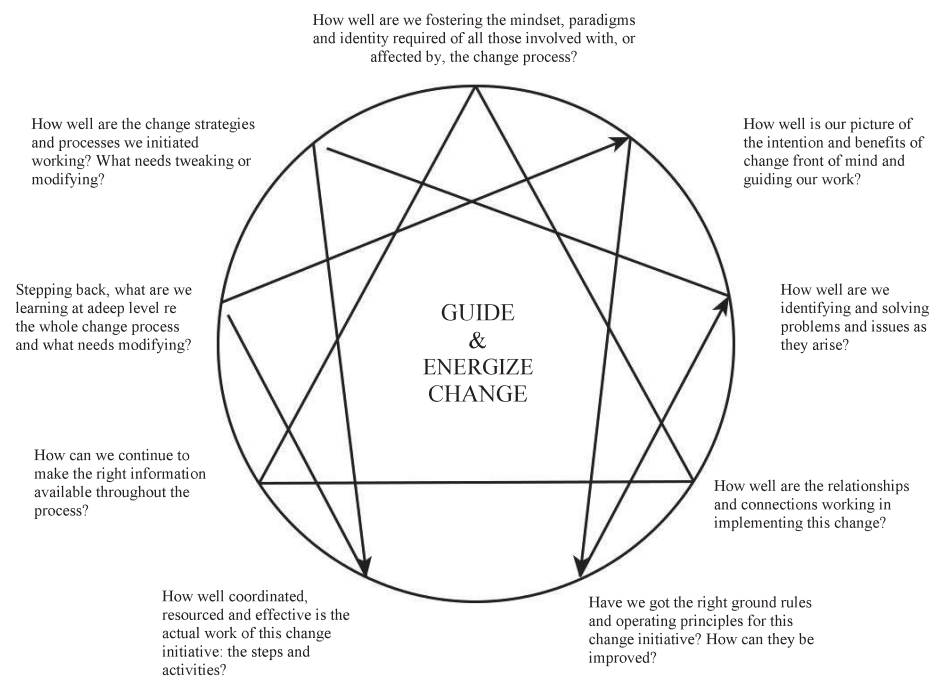 How well are we fostering the mindset, paradigms
and identity required of all those involved with, or
affected by, the change process?
How well are the change strategies
and processes we initiated
working? What needs tweaking or
modifying?
How well is our picture of
the intention and benefits of
change front of mind and
guiding our work?
Stepping back, what are we
learning at adeep level re
the whole change process
and what needs modifying?
How well are we
identifying and solving
problems and issues as
they arise?
GUIDE
&
ENERGIZE
CHANGE
How can we continue to
make the right information
available throughout the
process?
How well are the relationships
and connections working in
implementing this change?
How well coordinated,
resourced and effective is the
actual work of this change
initiative: the steps and
activities?
Have we got the right ground rules
and operating principles for this
change initiative? How can they be
improved?